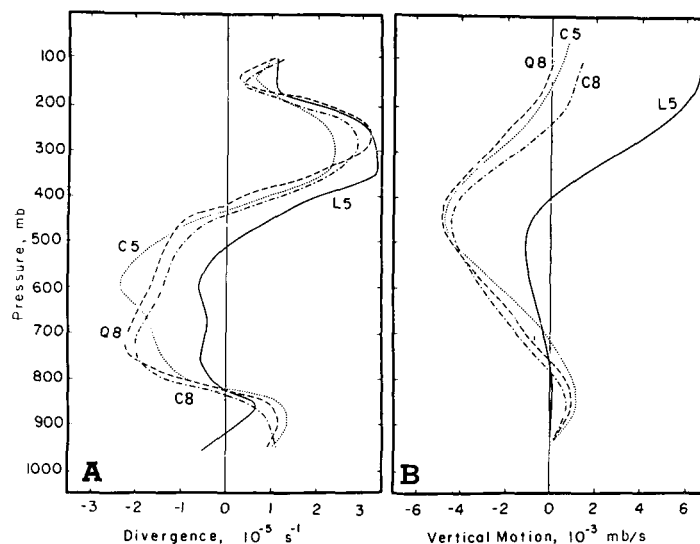 100
200
300
400
500
600
700
800
900
1000
Pressure, mb
C5
Q8
C8
L5
A
-3 -2 -1 0 1 2 3
Divergence, 10⁻⁵ s⁻¹
C5
Q8
C8
L5
B
-6 -4 -2 0 2 4 6
Vertical Motion, 10⁻³ mb/s